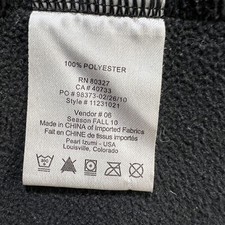 100% POLYESTER
RN 80327
CA # 40733
PO # 98373-02/26/10
Style # 11231021
Vendor # 06
Season FALL 10
Made in CHINA of Imported Fabrics
Fait en CHINE de tissus importés
Pearl Izumi - USA
Louisville, Colorado